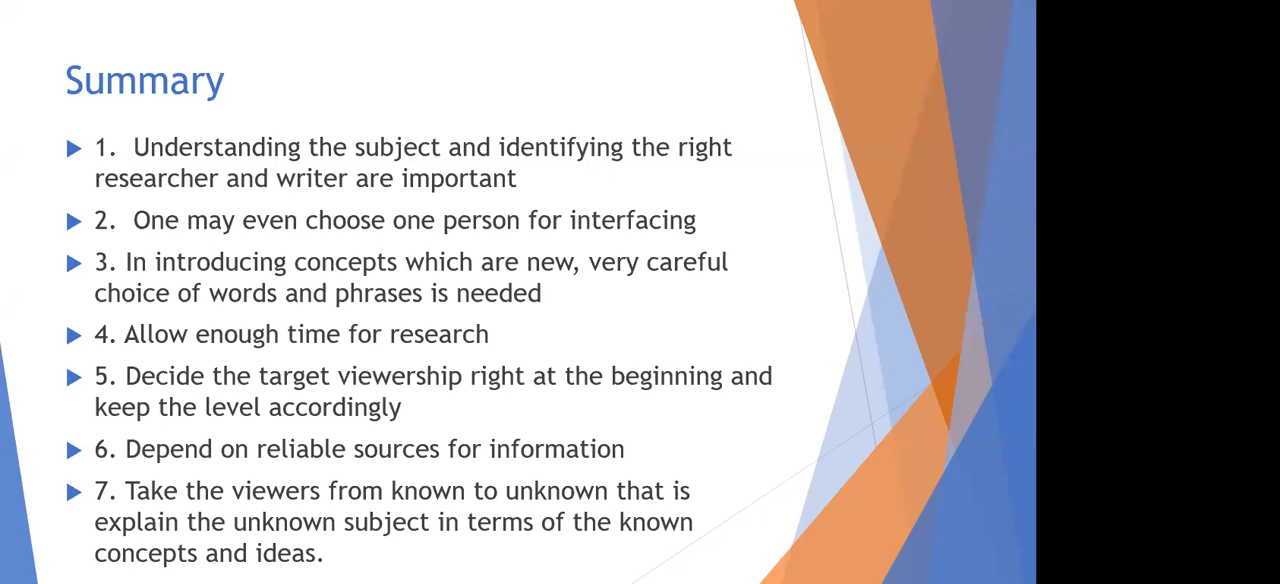 Summary
1. Understanding the subject and identifying the right
researcher and writer are important
2. One may even choose one person for interfacing
3. In introducing concepts which are new, very careful
choice of words and phrases is needed
4. Allow enough time for research
5. Decide the target viewership right at the beginning and
keep the level accordingly
6. Depend on reliable sources for information
7. Take the viewers from known to unknown that is
explain the unknown subject in terms of the known
concepts and ideas.